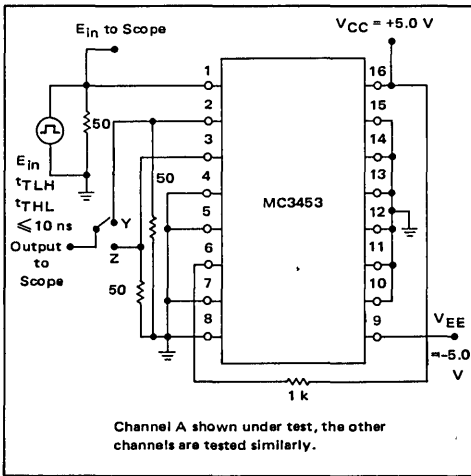 E_in to Scope
V_CC = +5.0 V
1
16
2
15
50
3
14
4
13
50
MC3453
E_in
5
12
t_TLH
t_THL
6
11
≤ 10 ns
Y
Output
to
Scope
Z
7
10
50
8
9
V_EE
=-5.0
V
1 k
Channel A shown under test, the other
channels are tested similarly.